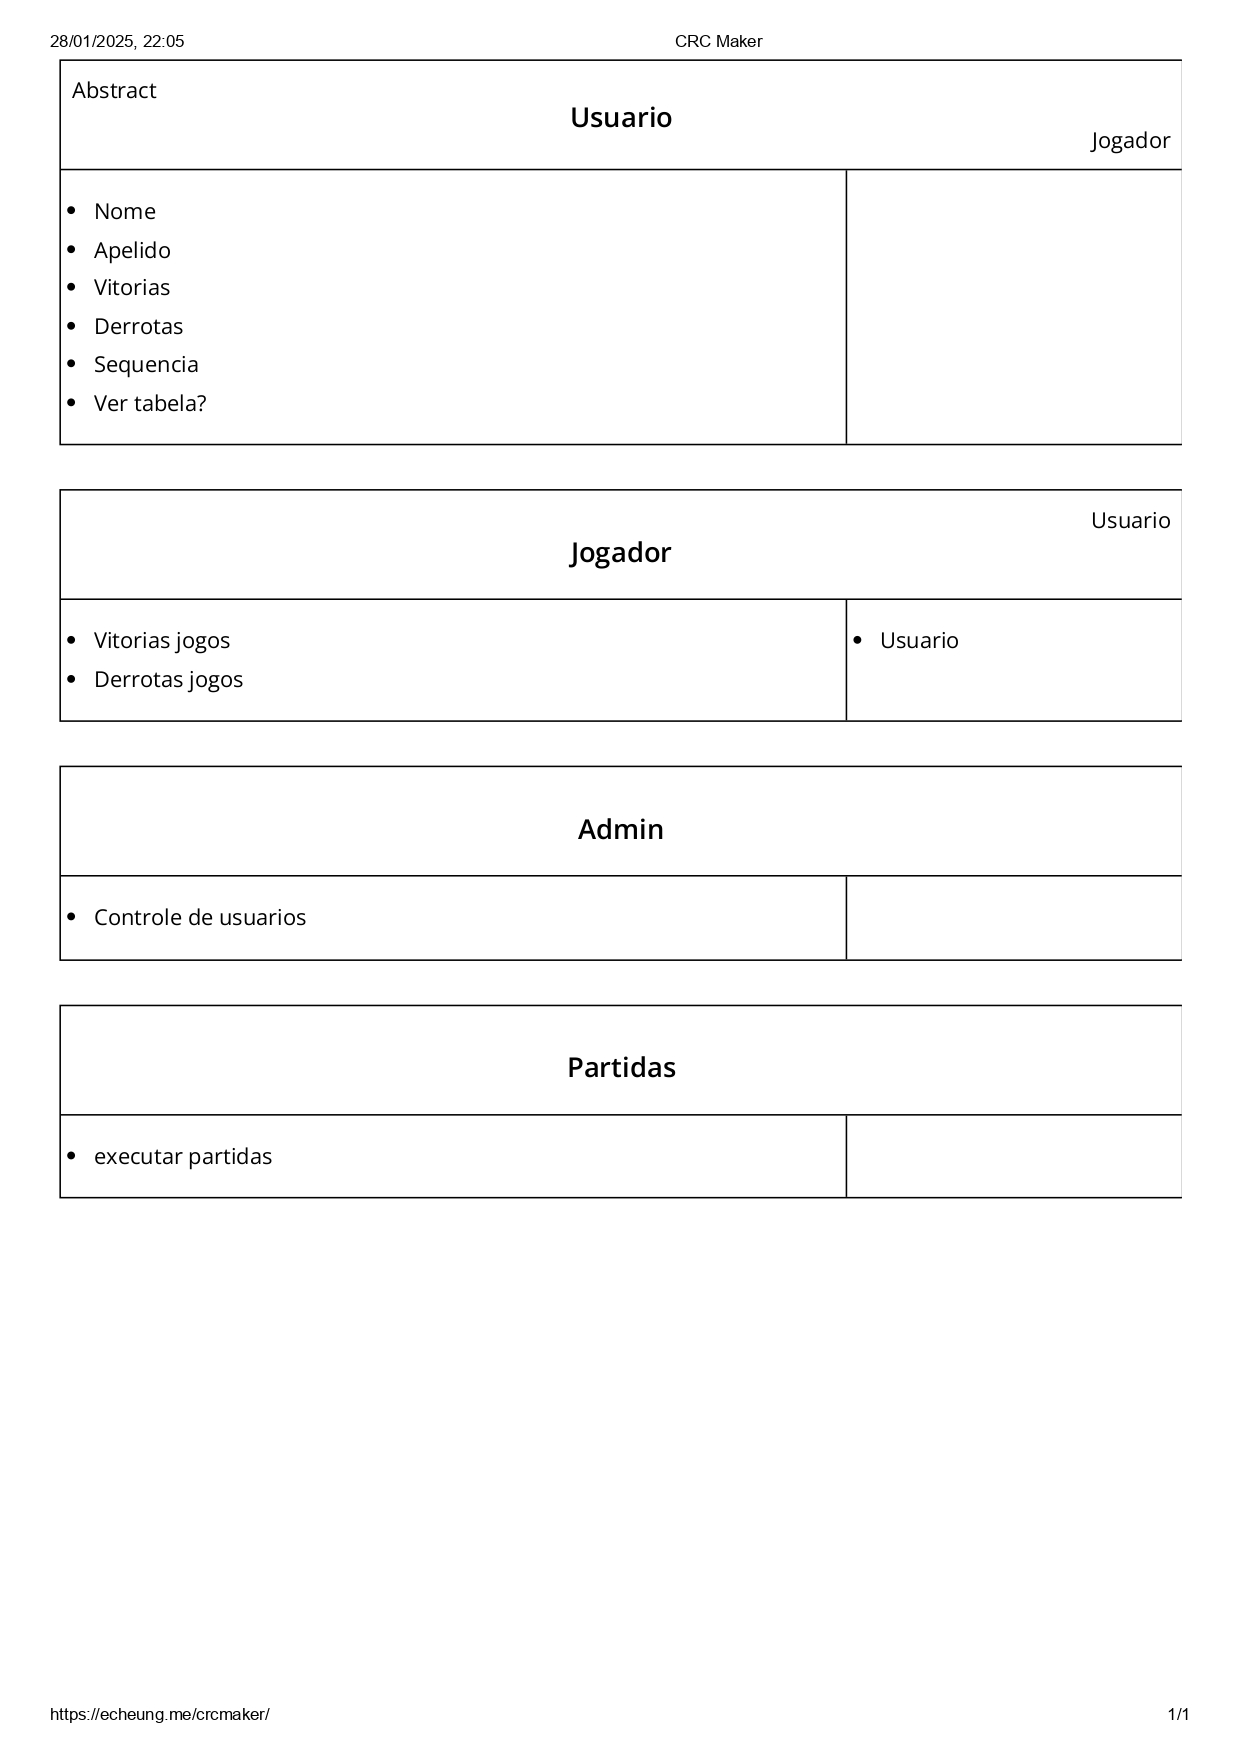 28/01/2025, 22:05 CRC Maker
Abstract
Usuario
Jogador
• Nome
• Apelido
• Vitorias
• Derrotas
• Sequencia
• Ver tabela?
Usuario
Jogador
• Vitorias jogos
• Derrotas jogos
• Usuario
Admin
• Controle de usuarios
Partidas
• executar partidas
https://echeung.me/crcmaker/ 1/1